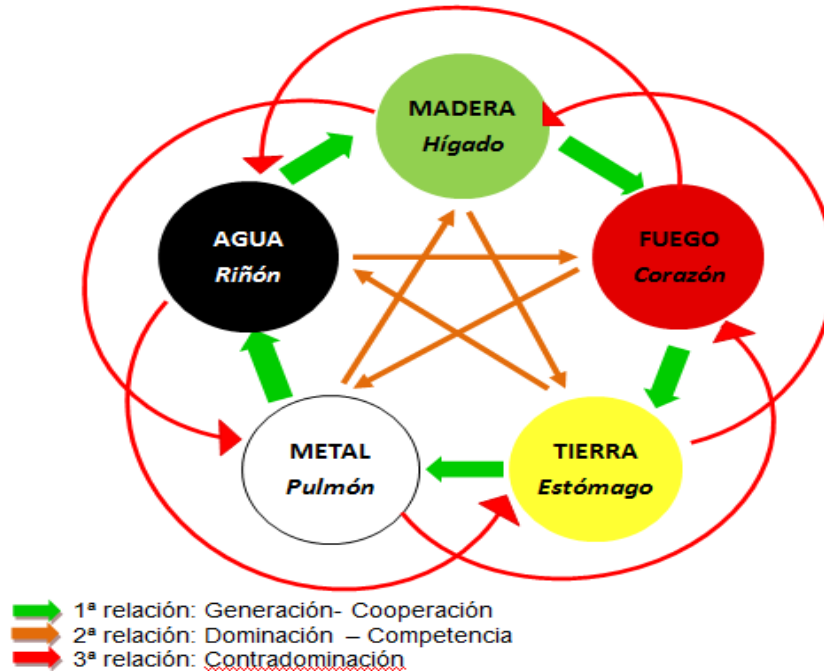 MADERA
Hígado
AGUA
Riñón
FUEGO
Corazón
METAL
Pulmón
TIERRA
Estómago
1ª relación: Generación- Cooperación
2ª relación: Dominación – Competencia
3ª relación: Contradominación